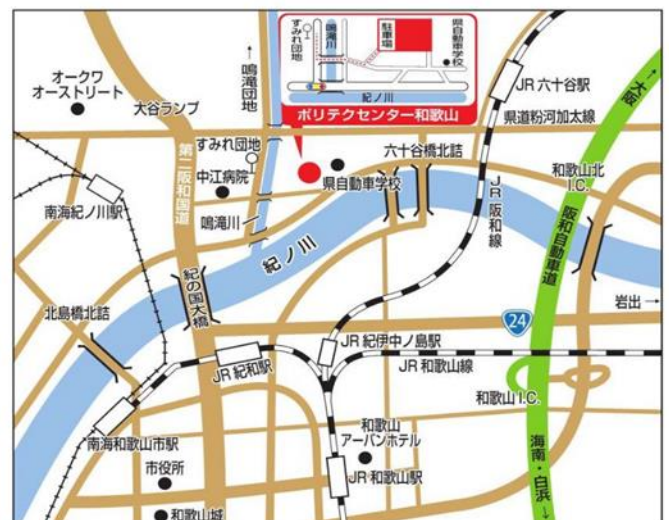 すみれ団地
鳴滝川
駐車場
県自動車学校
紀ノ川
ポリテクセンター和歌山
←鳴滝団地
オークワ
オーストリート
大谷ランプ
JR 六十谷駅
県道粉河加太線
↑大阪
すみれ団地
中江病院
県自動車学校
六十谷橋北詰
和歌山北
I.C.
第二阪和国道
南海紀ノ川駅
鳴滝川
紀ノ川
JR 阪和線
阪和自動車道
岩出→
紀の国大橋
北島橋北詰
24
JR 紀伊中ノ島駅
JR 紀和駅
JR 和歌山線
和歌山 I.C.
南海和歌山市駅
和歌山
アーバンホテル
市役所
JR 和歌山駅
海南・白浜→
和歌山城